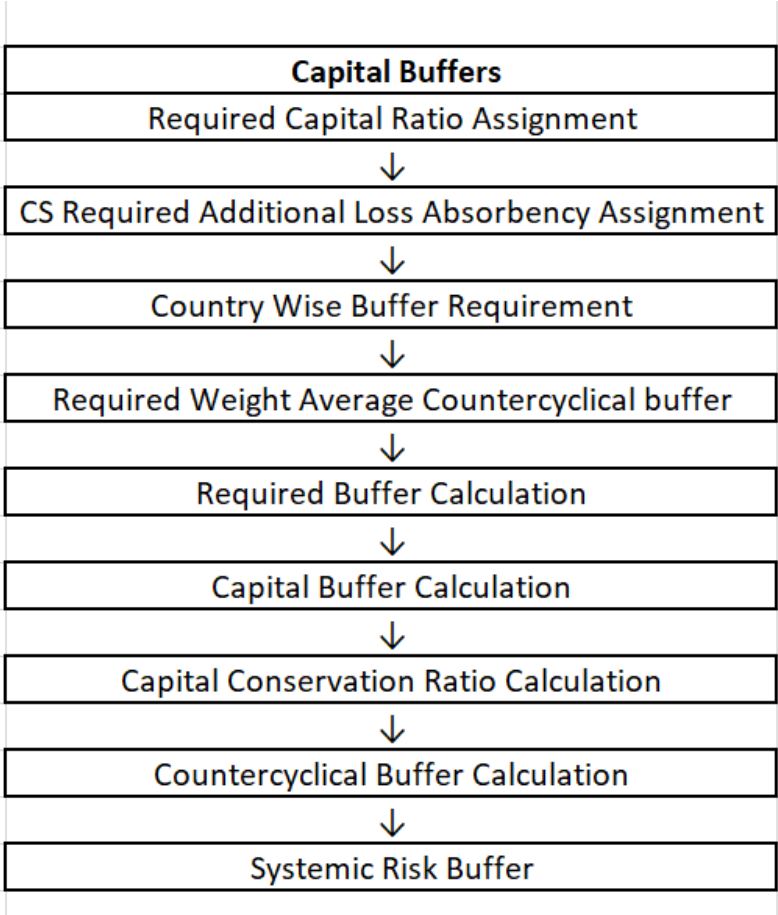 Capital Buffers
Required Capital Ratio Assignment
↓
CS Required Additional Loss Absorbency Assignment
↓
Country Wise Buffer Requirement
↓
Required Weight Average Countercyclical buffer
↓
Required Buffer Calculation
↓
Capital Buffer Calculation
↓
Capital Conservation Ratio Calculation
↓
Countercyclical Buffer Calculation
↓
Systemic Risk Buffer